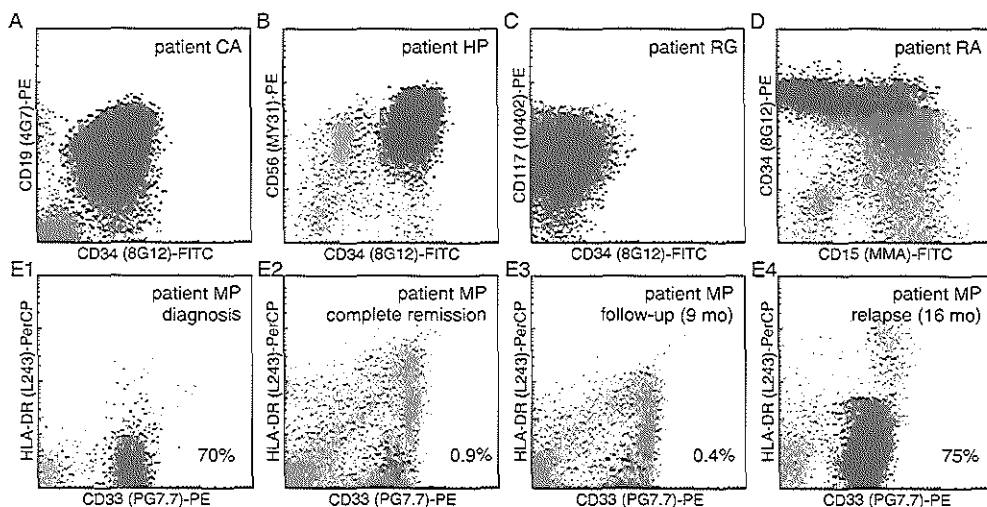 A
patient CA
CD19 (4G7)-PE
CD34 (8G12)-FITC
B
patient HP
CD56 (MY31)-PE
CD34 (8G12)-FITC
C
patient RG
CD117 (10402)-PE
CD34 (8G12)-FITC
D
patient RA
CD34 (8G12)-PE
CD15 (MMA)-FITC
E1
patient MP
diagnosis
HLA-DR (L243)-PerCP
70%
CD33 (PG7.7)-PE
E2
patient MP
complete remission
HLA-DR (L243)-PerCP
0.9%
CD33 (PG7.7)-PE
E3
patient MP
follow-up (9 mo)
HLA-DR (L243)-PerCP
0.4%
CD33 (PG7.7)-PE
E4
patient MP
relapse (16 mo)
HLA-DR (L243)-PerCP
75%
CD33 (PG7.7)-PE